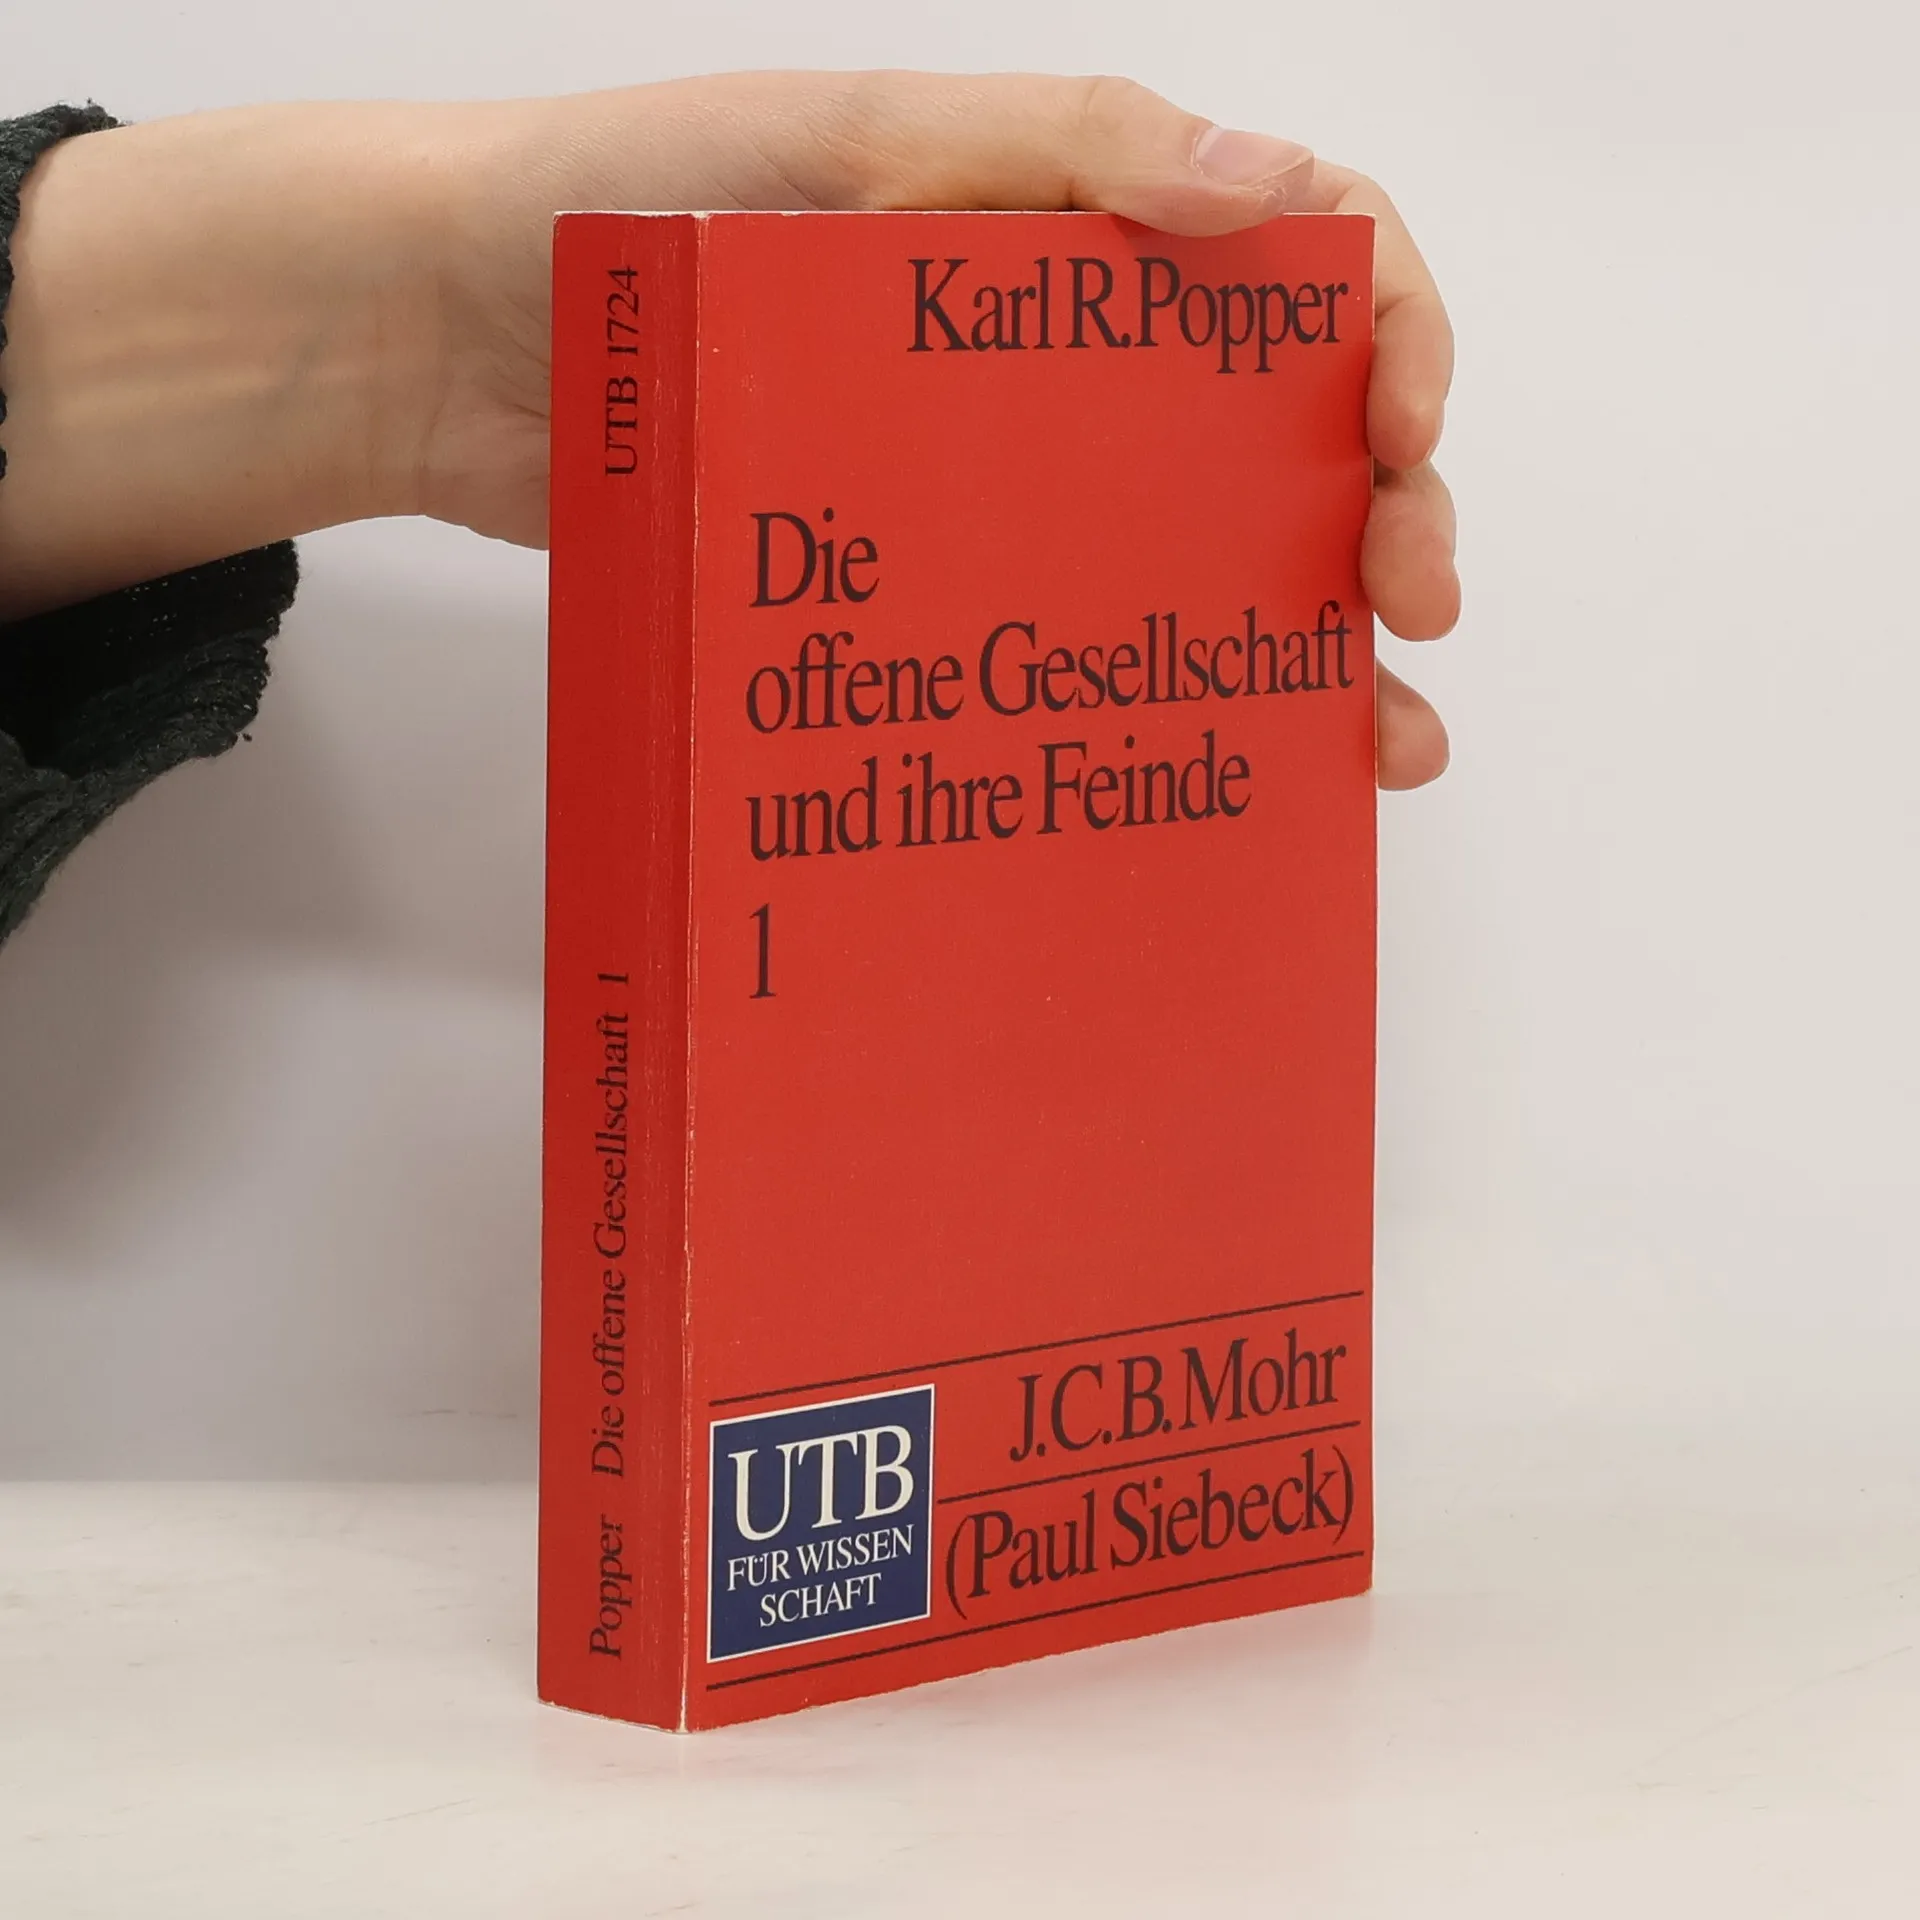 Karl R. Popper
Die
offene Gesellschaft
und ihre Feinde
1
J.C.B. Mohr
(Paul Siebeck)
UTB
FÜR WISSEN
SCHAFT
UTB 1724
Popper Die offene Gesellschaft 1